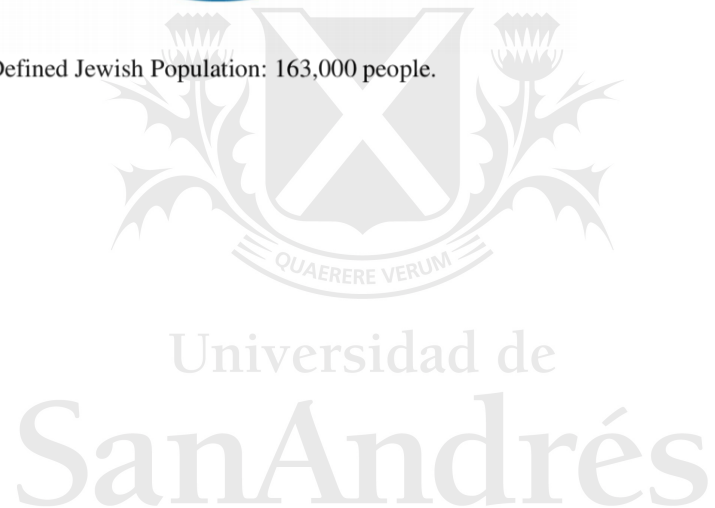 Defined Jewish Population: 163,000 people.
QUAERERE VERUM
Universidad de
SanAndrés